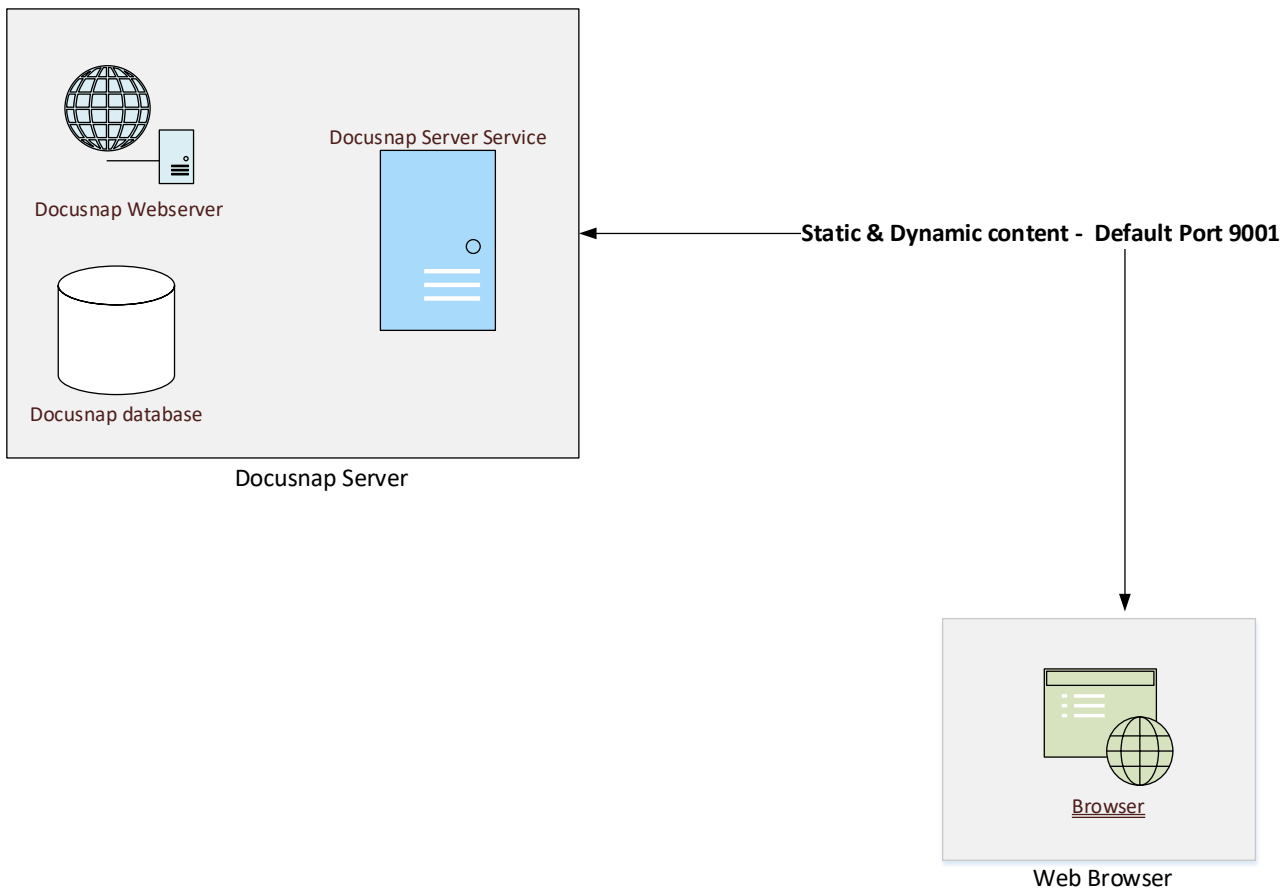 Docusnap Server Service
Docusnap Webserver
Static & Dynamic content -  Default Port 9001
Docusnap database
Docusnap Server
Browser
Web Browser